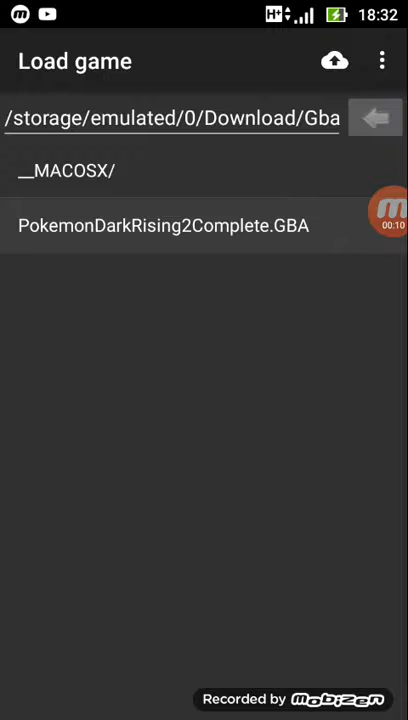 H+ 18:32
Load game
/storage/emulated/0/Download/Gba
__MACOSX/
PokemonDarkRising2Complete.GBA
00:10
Recorded by mobizen